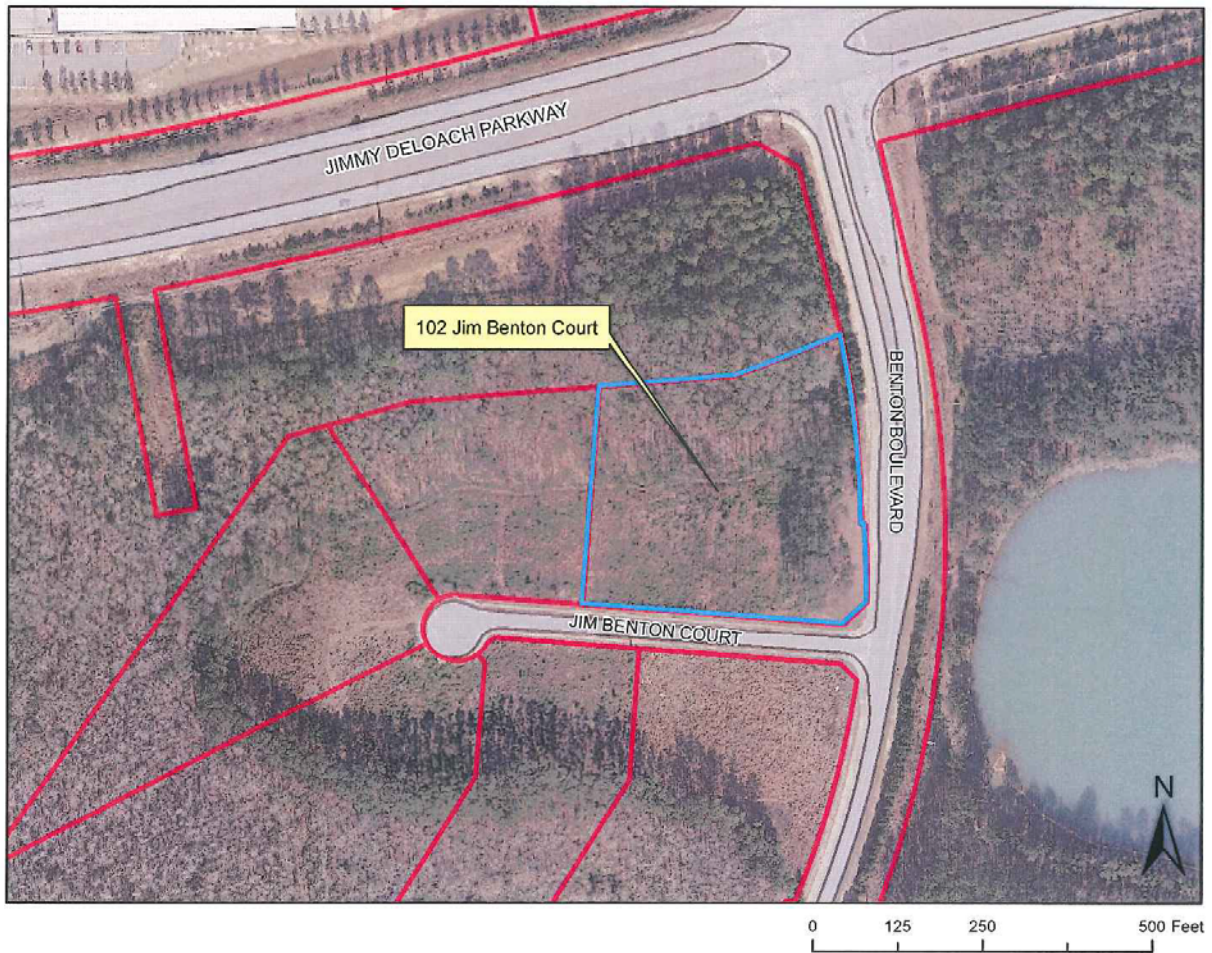 JIMMY DELOACH PARKWAY
102 Jim Benton Court
BENTON BOULEVARD
JIM BENTON COURT
N
0 125 250 500 Feet